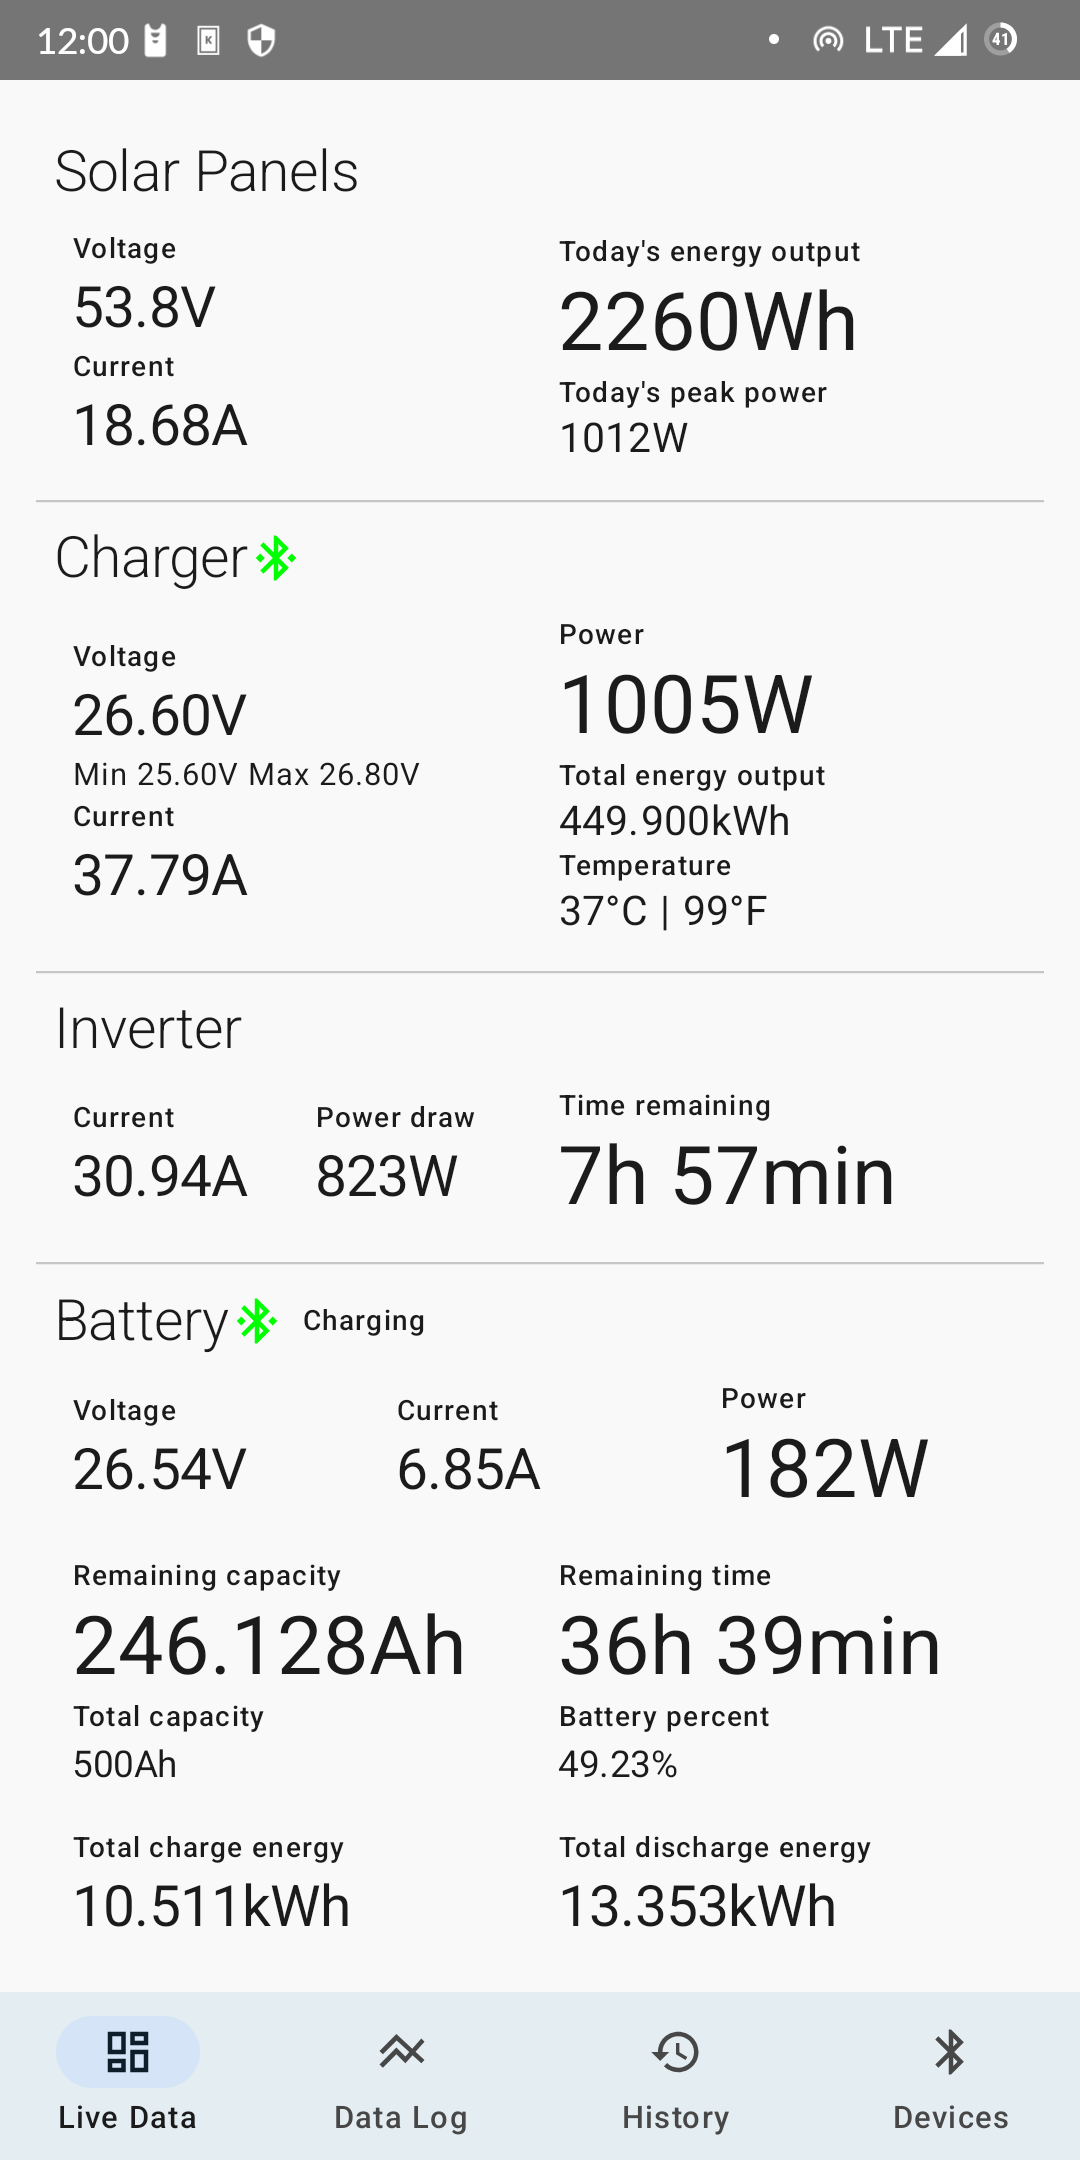 12:00 K LTE 41
Solar Panels
Voltage
53.8V
Current
18.68A
Today's energy output
2260Wh
Today's peak power
1012W
Charger
Voltage
26.60V
Min 25.60V Max 26.80V
Current
37.79A
Power
1005W
Total energy output
449.900kWh
Temperature
37°C | 99°F
Inverter
Current
30.94A
Power draw
823W
Time remaining
7h 57min
Battery Charging
Voltage
26.54V
Current
6.85A
Power
182W
Remaining capacity
246.128Ah
Total capacity
500Ah
Remaining time
36h 39min
Battery percent
49.23%
Total charge energy
10.511kWh
Total discharge energy
13.353kWh
Live Data Data Log History Devices